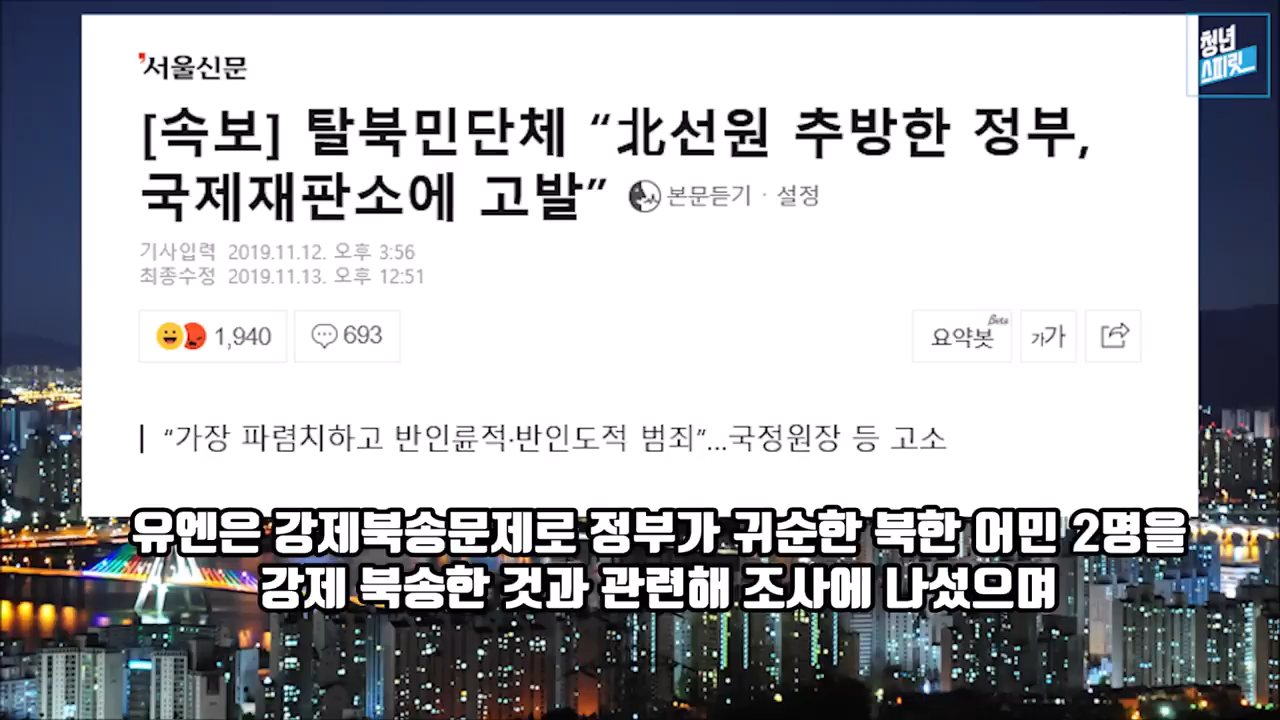 서울신문
청년
스피릿
[속보] 탈북민단체 “北선원 추방한 정부,
국제재판소에 고발”
본문듣기 · 설정
기사입력 2019.11.12. 오후 3:56
최종수정 2019.11.13. 오후 12:51
1,940
693
요약봇 Beta
가가
“가장 파렴치하고 반인륜적·반인도적 범죄”...국정원장 등 고소
유엔은 강제북송문제로 정부가 귀순한 북한 어민 2명을
강제 북송한 것과 관련해 조사에 나섰으며